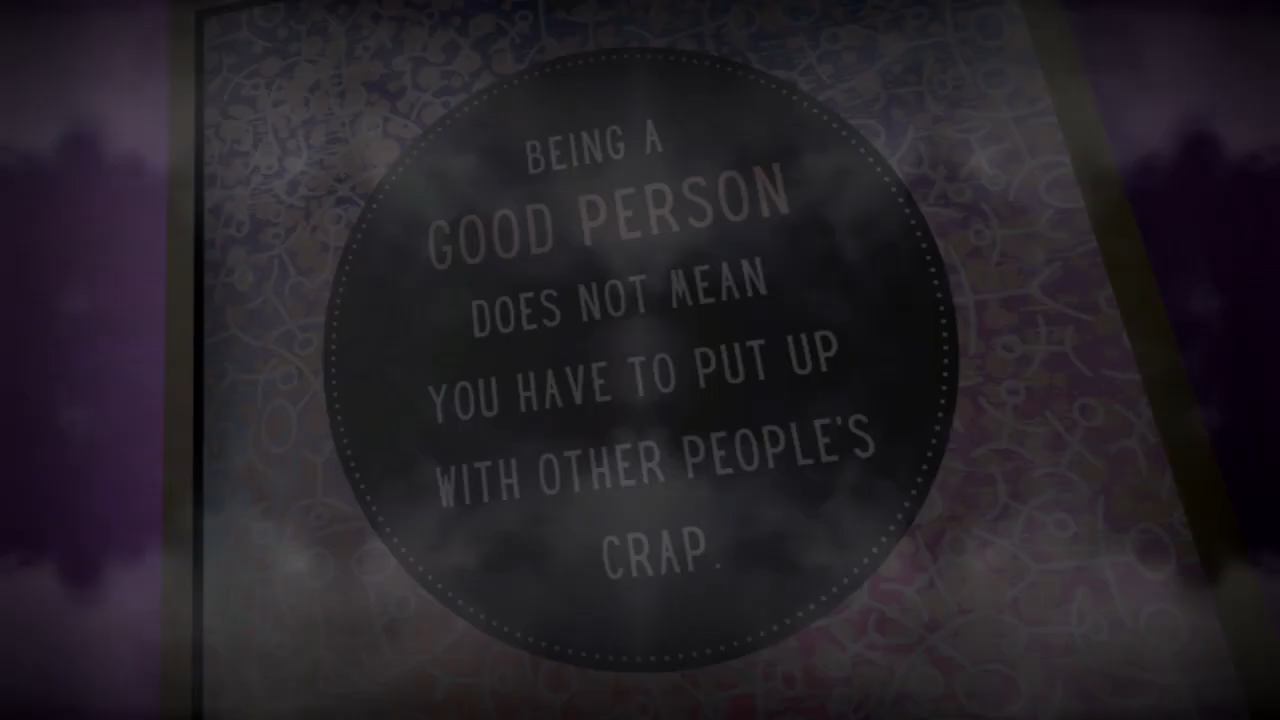 BEING A
GOOD PERSON
DOES NOT MEAN
YOU HAVE TO PUT UP
WITH OTHER PEOPLE'S
CRAP.